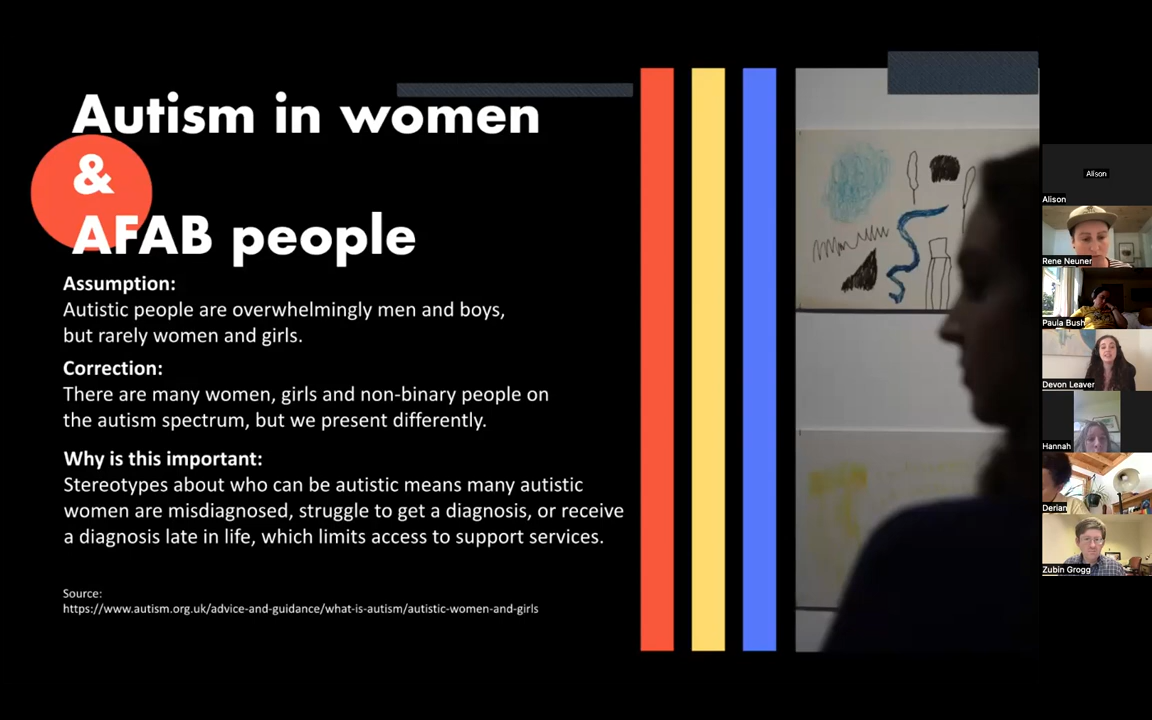 Autism in women
&
AFAB people
Assumption:
Autistic people are overwhelmingly men and boys,
but rarely women and girls.
Correction:
There are many women, girls and non-binary people on
the autism spectrum, but we present differently.
Why is this important:
Stereotypes about who can be autistic means many autistic
women are misdiagnosed, struggle to get a diagnosis, or receive
a diagnosis late in life, which limits access to support services.
Source:
https://www.autism.org.uk/advice-and-guidance/what-is-autism/autistic-women-and-girls
Alison
Alison
Rene Neuner
Paula Bush
Devon Leaver
Hannah
Derian
Zubin Grogg